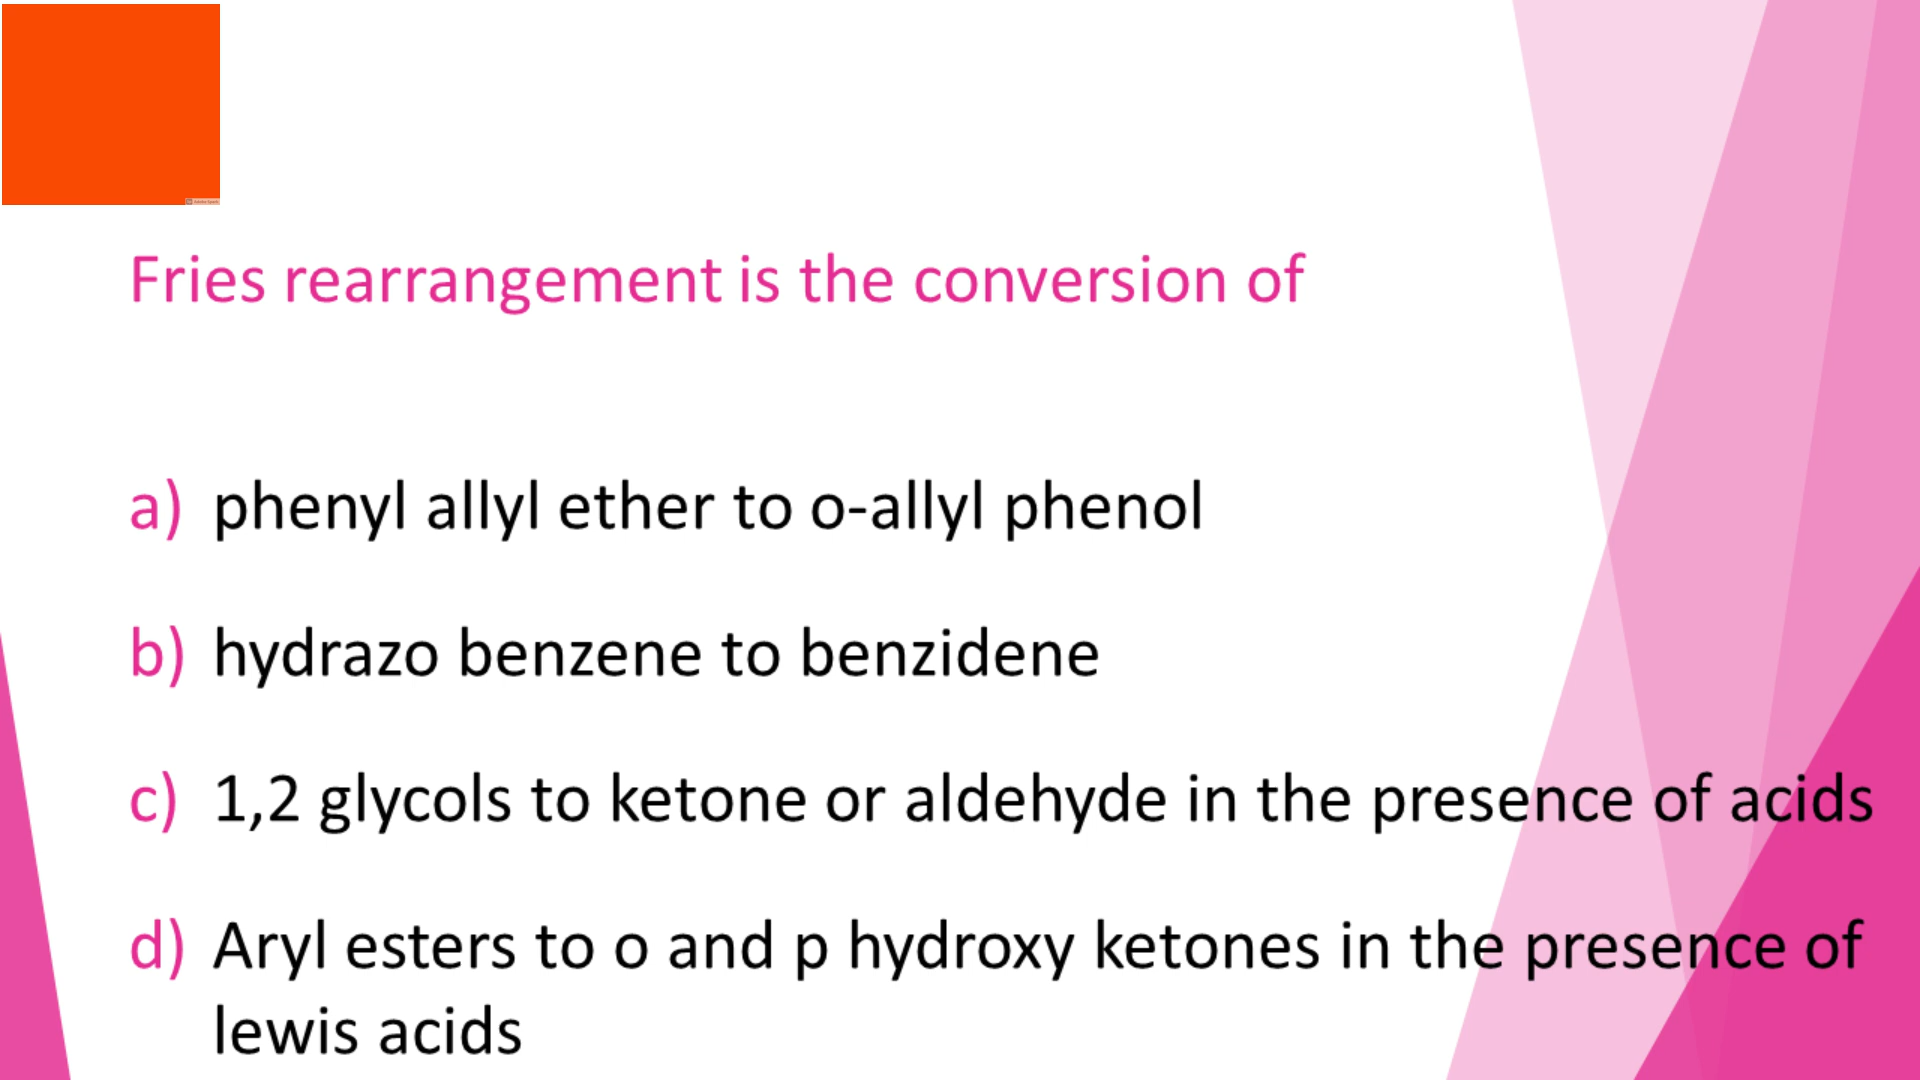 Fries rearrangement is the conversion of
a) phenyl allyl ether to o-allyl phenol
b) hydrazo benzene to benzidene
c) 1,2 glycols to ketone or aldehyde in the presence of acids
d) Aryl esters to o and p hydroxy ketones in the presence of
lewis acids